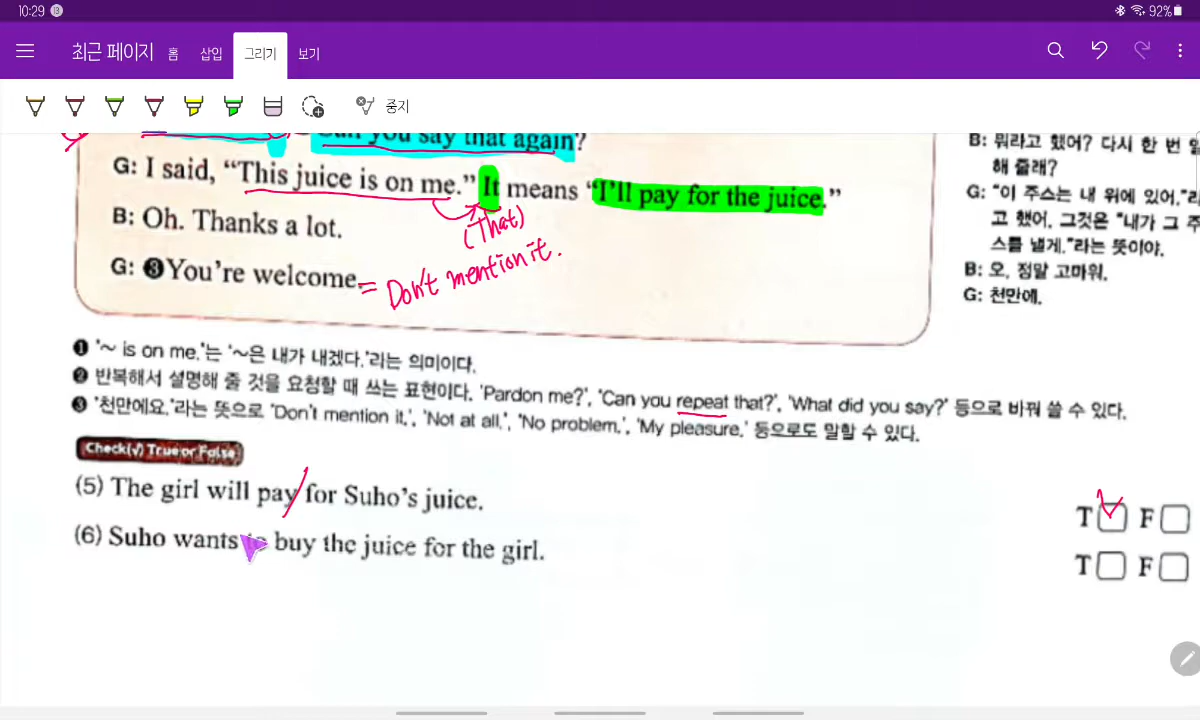 10:29 92%
최근 페이지 홈 삽입 그리기 보기
중지
Can you say that again?
G: I said, “This juice is on me.” It means “I’ll pay for the juice.”
(That)
B: Oh. Thanks a lot.
G: ❸You’re welcome. = Don't mention it.
B: 뭐라고 했어? 다시 한 번
해 줄래?
G: “이 주스는 내 위에 있어.”라
고 했어. 그것은 “내가 그 주
스를 낼게.”라는 뜻이야.
B: 오, 정말 고마워.
G: 천만에.
❶ ‘~ is on me.’는 ‘~은 내가 내겠다.’라는 의미이다.
❷ 반복해서 설명해 줄 것을 요청할 때 쓰는 표현이다. ‘Pardon me?’, ‘Can you repeat that?’, ‘What did you say?’ 등으로 바꿔 쓸 수 있다.
❸ ‘천만에요.’라는 뜻으로 ‘Don’t mention it.’, ‘Not at all.’, ‘No problem.’, ‘My pleasure.’ 등으로도 말할 수 있다.
Check(√) True or False
(5) The girl will pay for Suho’s juice. T F
(6) Suho wants to buy the juice for the girl. T F